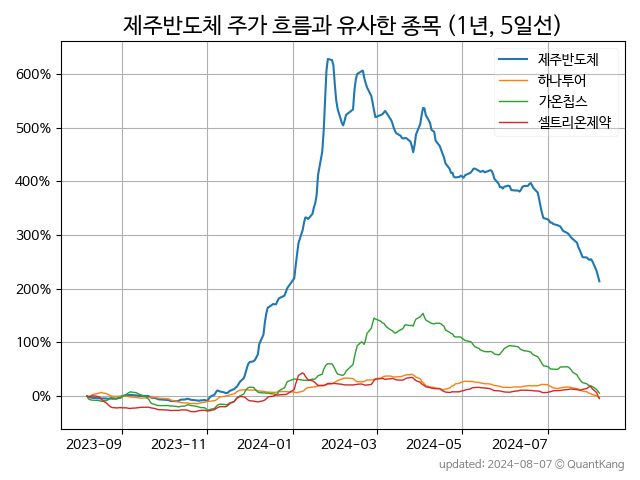 제주반도체 주가 흐름과 유사한 종목 (1년, 5일선)
제주반도체
하나투어
가온칩스
셀트리온제약
600%
500%
400%
300%
200%
100%
0%
2023-09 2023-11 2024-01 2024-03 2024-05 2024-07
updated: 2024-08-07 © QuantKang